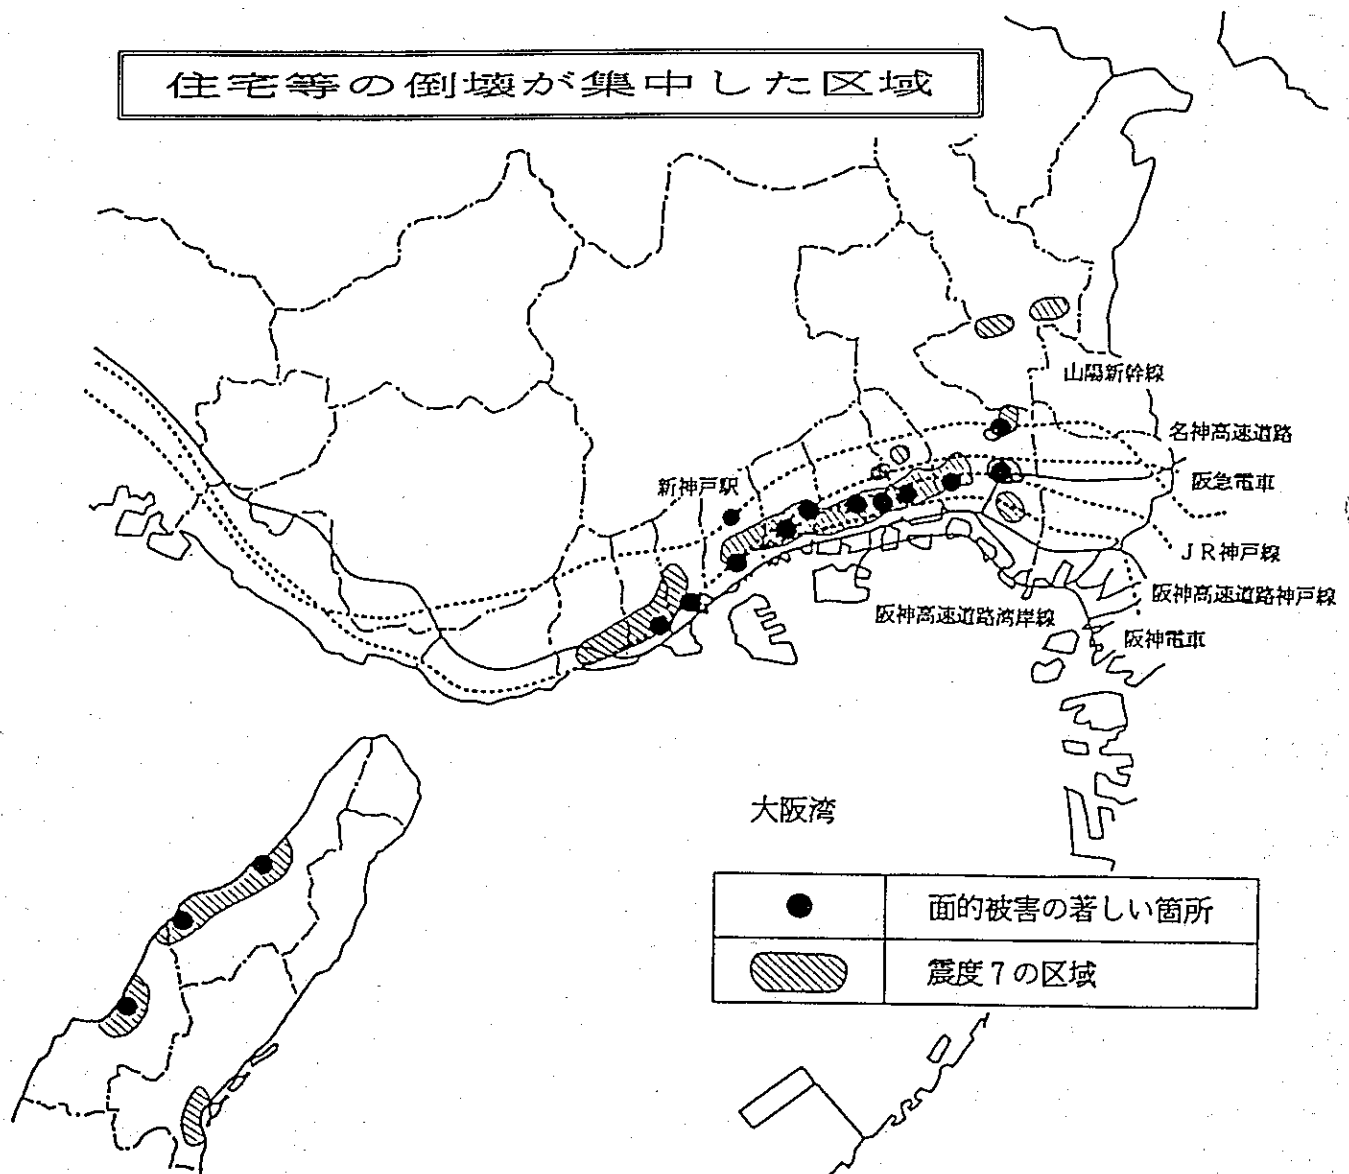 住宅等の倒壊が集中した区域
山陽新幹線
名神高速道路
阪急電車
新神戸駅
JR神戸線
阪神高速道路神戸線
阪神高速道路湾岸線
阪神電車
大阪湾
面的被害の著しい箇所
震度7の区域